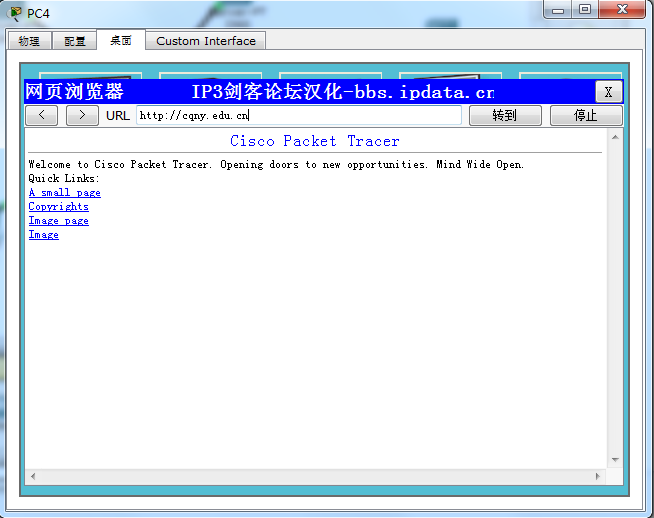 PC4
物理 配置 桌面 Custom Interface
网页浏览器 IP3剑客论坛汉化-bbs.ipdata.cn X
< > URL http://cqny.edu.cn 转到 停止
Cisco Packet Tracer
Welcome to Cisco Packet Tracer. Opening doors to new opportunities. Mind Wide Open.
Quick Links:
A small page
Copyrights
Image page
Image